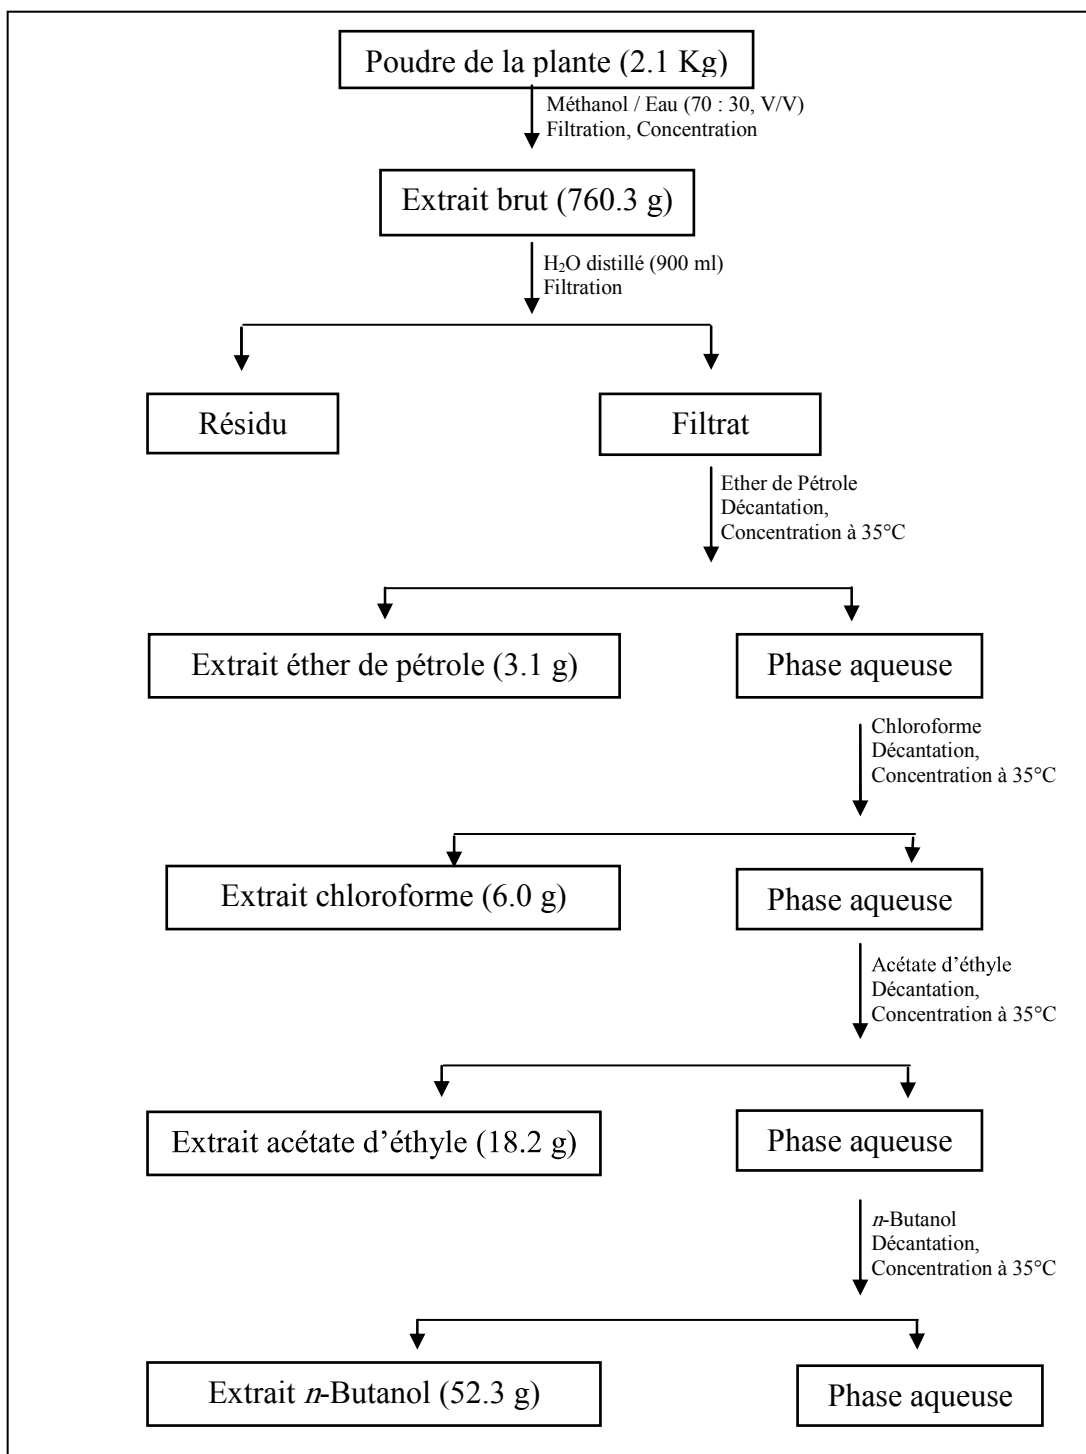 Poudre de la plante (2.1 Kg)
Méthanol / Eau (70 : 30, V/V)
Filtration, Concentration
Extrait brut (760.3 g)
H₂O distillé (900 ml)
Filtration
Résidu
Filtrat
Ether de Pétrole
Décantation,
Concentration à 35°C
Extrait éther de pétrole (3.1 g)
Phase aqueuse
Chloroforme
Décantation,
Concentration à 35°C
Extrait chloroforme (6.0 g)
Phase aqueuse
Acétate d’éthyle
Décantation,
Concentration à 35°C
Extrait acétate d’éthyle (18.2 g)
Phase aqueuse
n-Butanol
Décantation,
Concentration à 35°C
Extrait n-Butanol (52.3 g)
Phase aqueuse